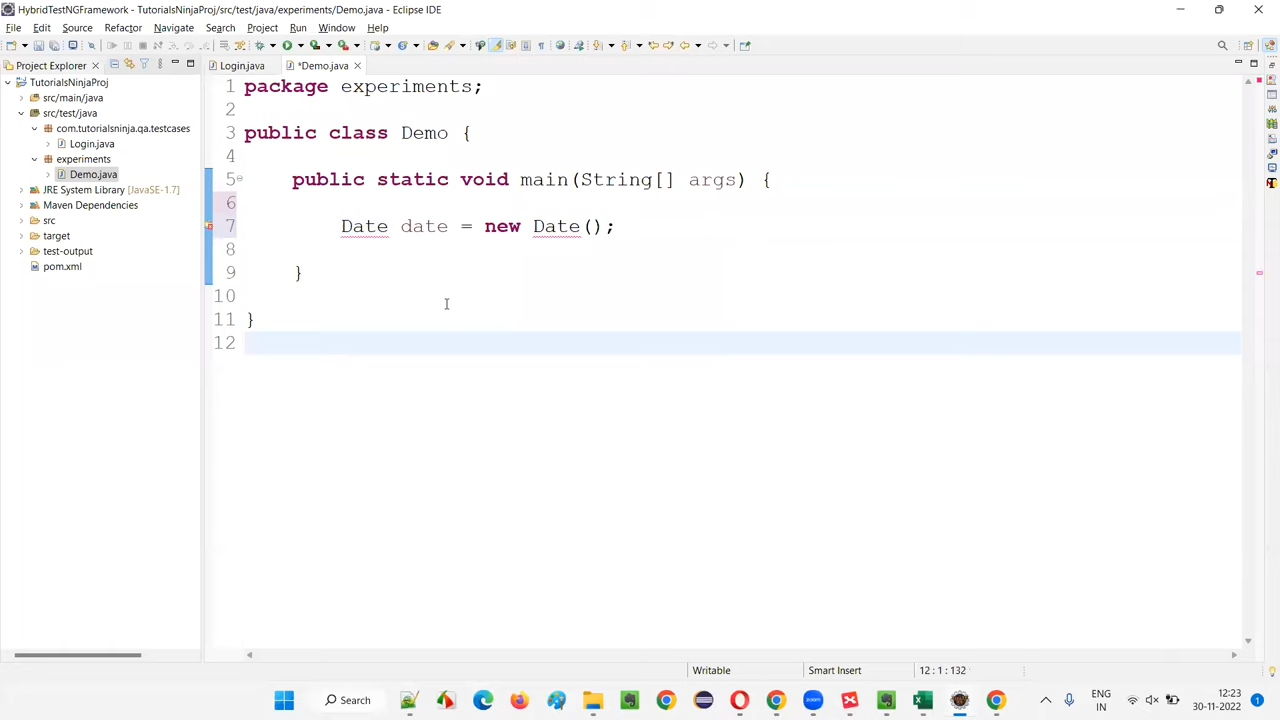 HybridTestNGFramework - TutorialsNinjaProj/src/test/java/experiments/Demo.java - Eclipse IDE
File Edit Source Refactor Navigate Search Project Run Window Help
Project Explorer
Login.java
*Demo.java
TutorialsNinjaProj
src/main/java
src/test/java
com.tutorialsninja.qa.testcases
Login.java
experiments
Demo.java
JRE System Library [JavaSE-1.7]
Maven Dependencies
src
target
test-output
pom.xml
1 package experiments;
2
3 public class Demo {
4
5 public static void main(String[] args) {
6
7 Date date = new Date();
8
9 }
10
11 }
12
Writable
Smart Insert
12 : 1 : 132
Search
zoom
ENG
IN
12:23
30-11-2022
1